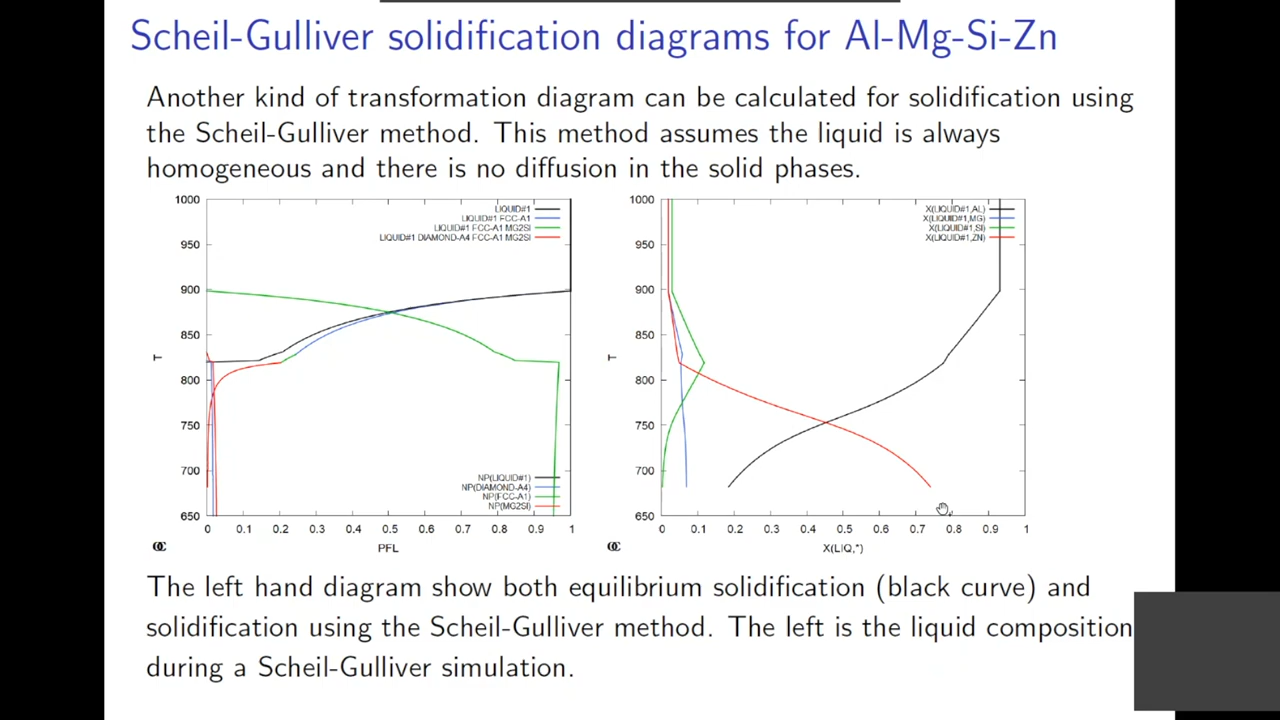 Scheil-Gulliver solidification diagrams for Al-Mg-Si-Zn
Another kind of transformation diagram can be calculated for solidification using
the Scheil-Gulliver method. This method assumes the liquid is always
homogeneous and there is no diffusion in the solid phases.
1000
950
900
850
800
750
700
650
T
LIQUID#1
LIQUID#1 FCC-A1
LIQUID#1 FCC-A1 MG2SI
LIQUID#1 DIAMOND-A4 FCC-A1 MG2SI
NP(LIQUID#1)
NP(DIAMOND-A4)
NP(FCC-A1)
NP(MG2SI)
0 0.1 0.2 0.3 0.4 0.5 0.6 0.7 0.8 0.9 1
OC
PFL
1000
950
900
850
800
750
700
650
T
X(LIQUID#1,AL)
X(LIQUID#1,MG)
X(LIQUID#1,SI)
X(LIQUID#1,ZN)
0 0.1 0.2 0.3 0.4 0.5 0.6 0.7 0.8 0.9 1
OC
X(LIQ,*)
The left hand diagram show both equilibrium solidification (black curve) and
solidification using the Scheil-Gulliver method. The left is the liquid composition
during a Scheil-Gulliver simulation.